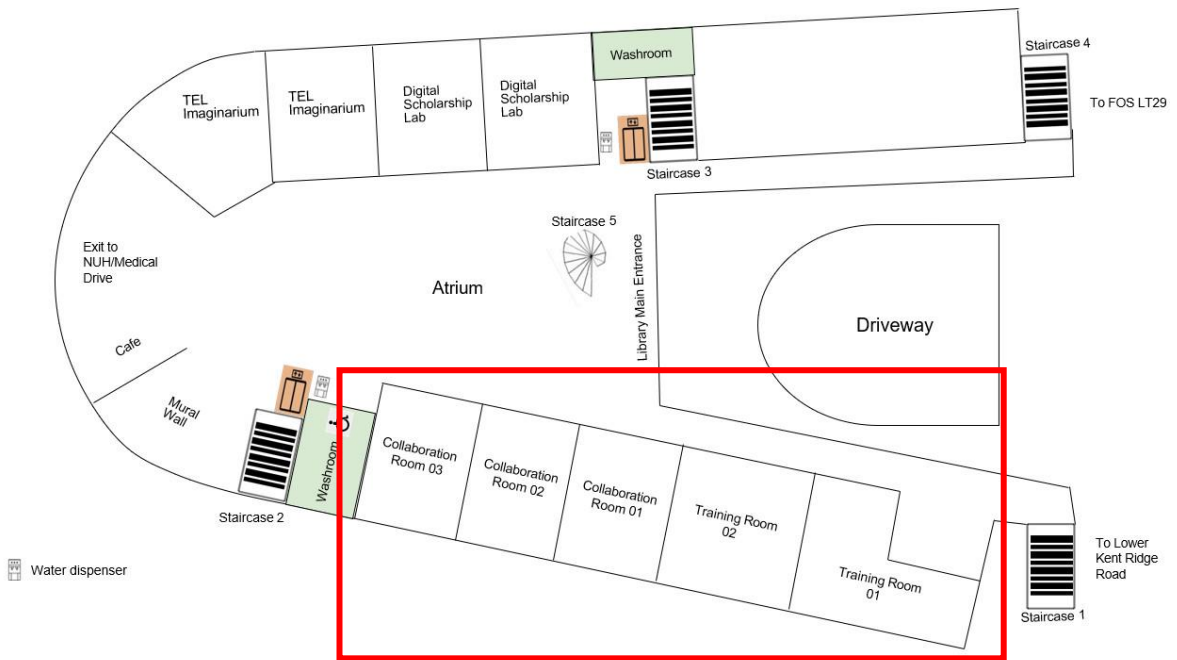 Washroom
Staircase 4
TEL
Imaginarium
TEL
Imaginarium
Digital
Scholarship
Lab
Digital
Scholarship
Lab
To FOS LT29
Staircase 3
Staircase 5
Exit to
NUH/Medical
Drive
Atrium
Library Main Entrance
Driveway
Cafe
Mural
Wall
Washroom
Collaboration
Room 03
Collaboration
Room 02
Collaboration
Room 01
Training Room
02
Training Room
01
Staircase 2
To Lower
Kent Ridge
Road
Water dispenser
Staircase 1